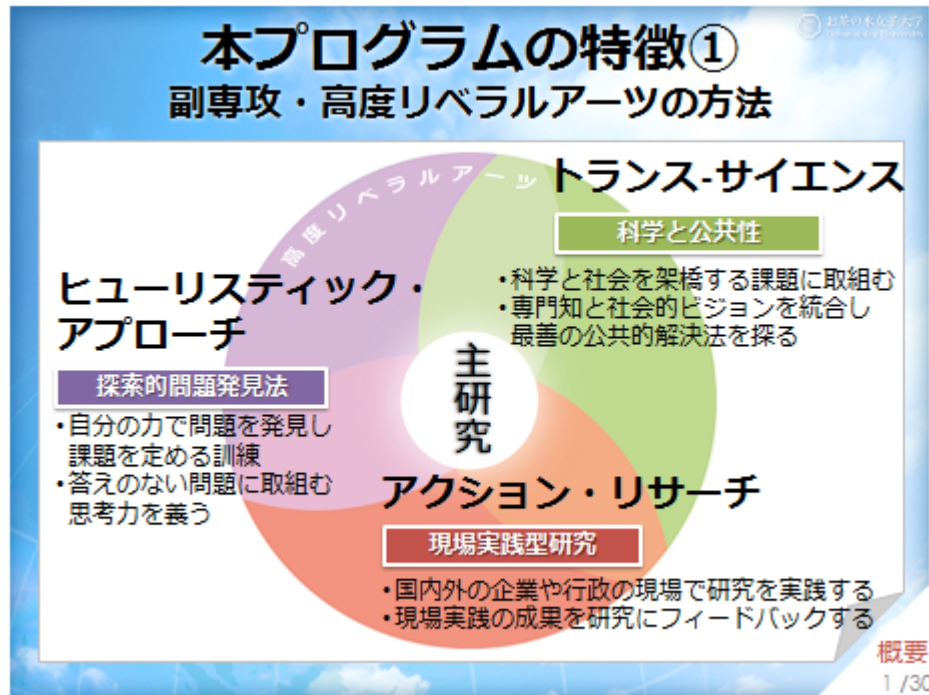 お茶の水女子大学
Ochanomizu University
本プログラムの特徴①
副専攻・高度リベラルアーツの方法
高度リベラルアーツ
トランス-サイエンス
科学と公共性
・科学と社会を架橋する課題に取組む
・専門知と社会的ビジョンを統合し
最善の公共的解決法を探る
ヒューリスティック・
アプローチ
探索的問題発見法
・自分の力で問題を発見し
課題を定める訓練
・答えのない問題に取組む
思考力を義う
主研究
アクション・リサーチ
現場実践型研究
・国内外の企業や行政の現場で研究を実践する
・現場実践の成果を研究にフィードバックする
概要
1 /30